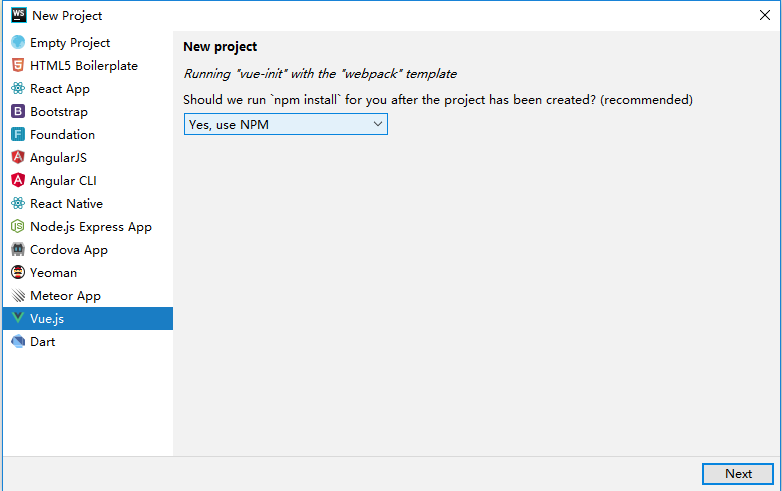 WS New Project
Empty Project
HTML5 Boilerplate
React App
Bootstrap
Foundation
AngularJS
Angular CLI
React Native
Node.js Express App
Cordova App
Yeoman
Meteor App
Vue.js
Dart
New project
Running "vue-init" with the "webpack" template
Should we run `npm install` for you after the project has been created? (recommended)
Yes, use NPM
Next